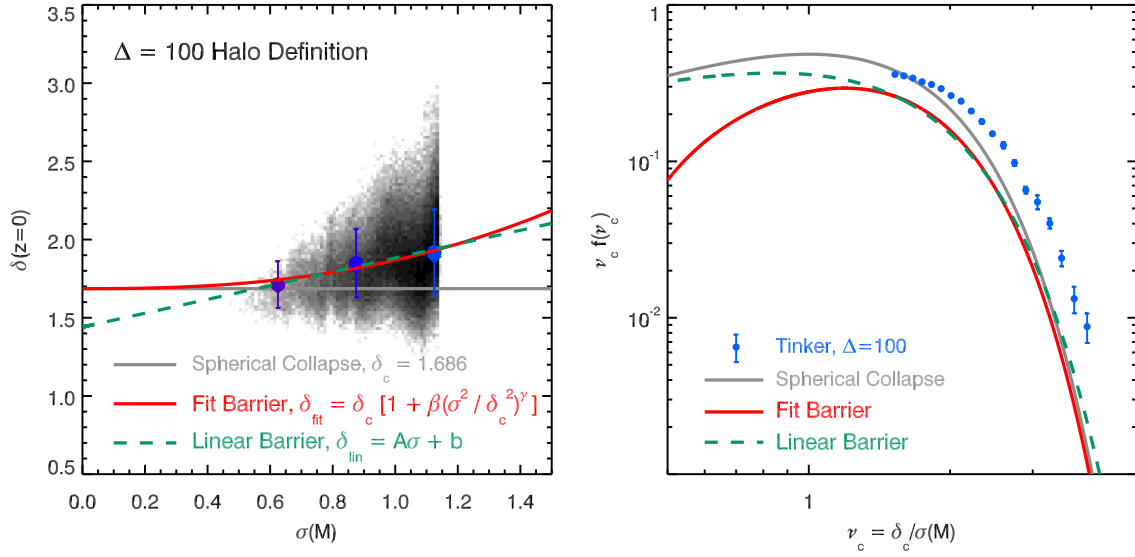 Δ = 100 Halo Definition
3.0
2.5
2.0
1.5
1.0
0.5
δ(z=0)
Spherical Collapse, δc = 1.686
Fit Barrier, δfit = δc [1 + β(σ² / δc²)^γ]
Linear Barrier, δlin = Aσ + b
0.0 0.2 0.4 0.6 0.8 1.0 1.2 1.4
σ(M)
1
10⁻¹
10⁻²
νc f(νc)
Tinker, Δ=100
Spherical Collapse
Fit Barrier
Linear Barrier
1
νc = δc/σ(M)